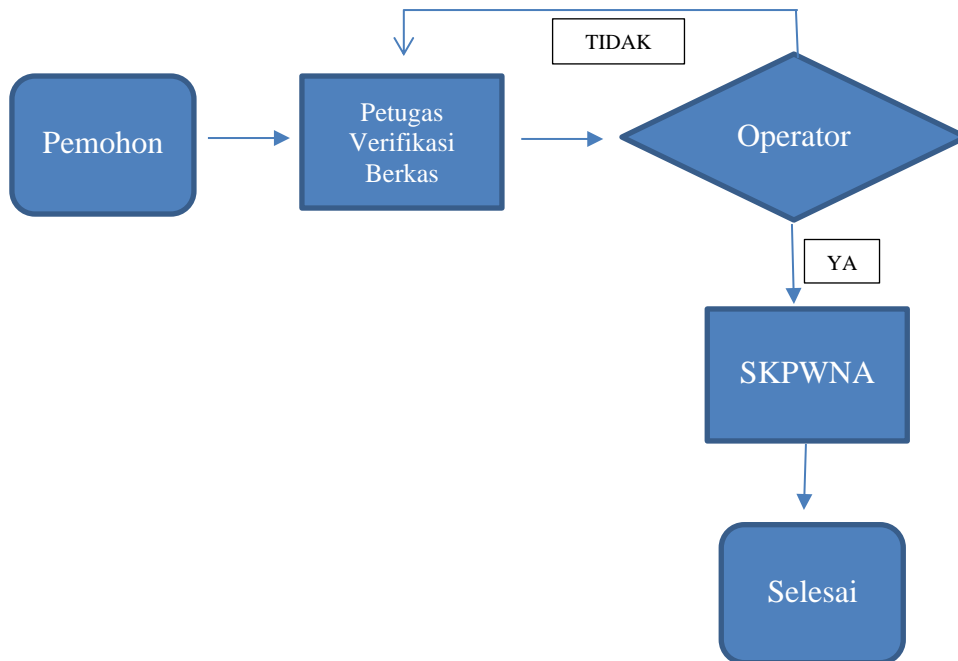 TIDAK
Pemohon
Petugas
Verifikasi
Berkas
Operator
YA
SKPWNA
Selesai